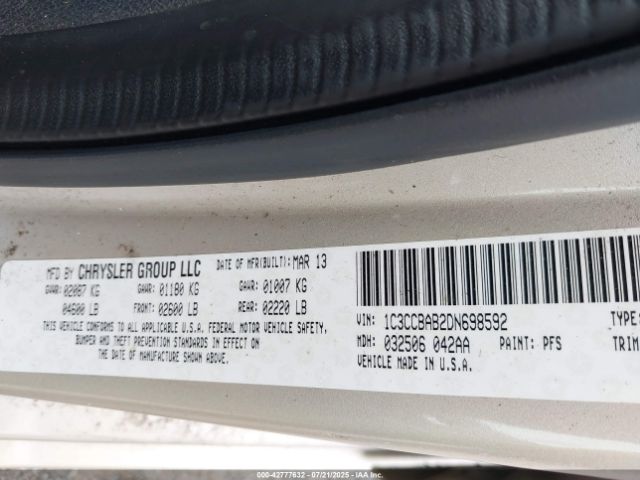 MFD BY CHRYSLER GROUP LLC DATE OF MFR(BUILT): MAR 13
GVWR: 02087 KG GAWR: 01180 KG GAWR: 01007 KG
04600 LB FRONT: 02600 LB REAR: 02220 LB
THIS VEHICLE CONFORMS TO ALL APPLICABLE U.S.A. FEDERAL MOTOR VEHICLE SAFETY,
BUMPER AND THEFT PREVENTION STANDARDS IN EFFECT ON
THE DATE OF MANUFACTURE SHOWN ABOVE.
VIN: 1C3CCBAB2DN698592 TYPE:
MDH: 032506 042AA PAINT: PFS TRIM
VEHICLE MADE IN U.S.A.
000-42777632 - 07/21/2025 - Copyright © IAA, Inc.